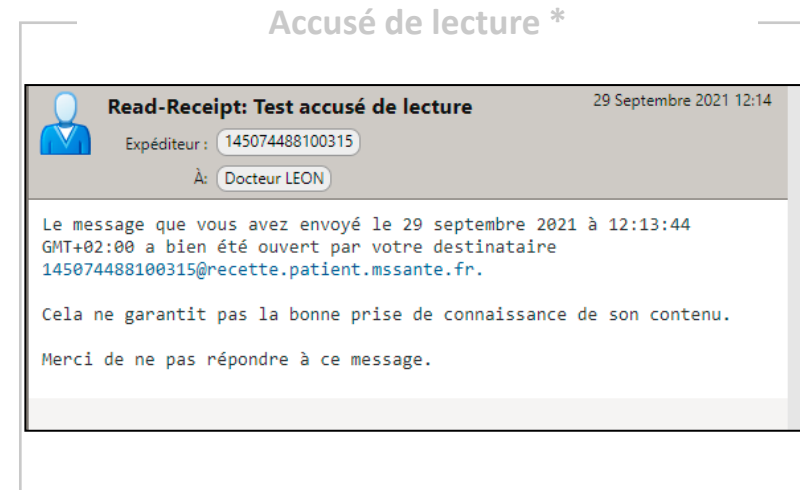 Accusé de lecture *
Read-Receipt: Test accusé de lecture
29 Septembre 2021 12:14
Expéditeur : 145074488100315
À: Docteur LEON
Le message que vous avez envoyé le 29 septembre 2021 à 12:13:44
GMT+02:00 a bien été ouvert par votre destinataire
145074488100315@recette.patient.mssante.fr.
Cela ne garantit pas la bonne prise de connaissance de son contenu.
Merci de ne pas répondre à ce message.